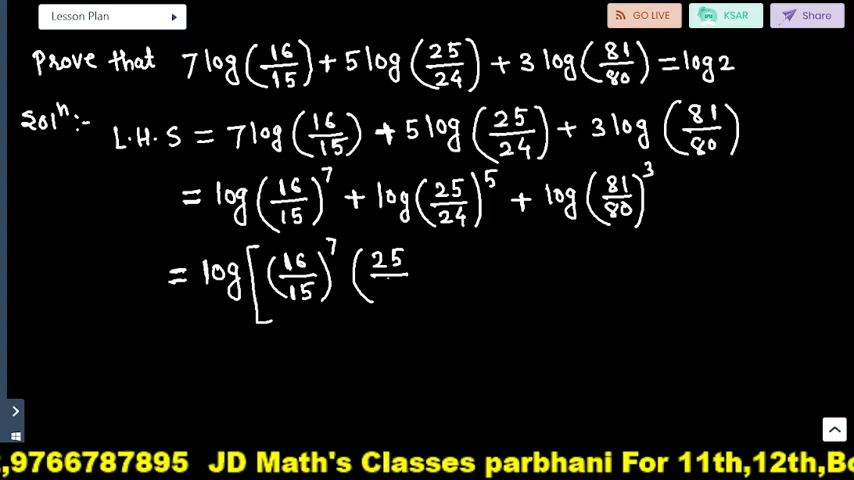 Lesson Plan
GO LIVE
KSAR
Share
Prove that 7log(16/15)+5log(25/24)+3log(81/80)=log2
Solⁿ:- L.H.S = 7log(16/15)+5log(25/24)+3log(81/80)
= log(16/15)⁷ + log(25/24)⁵ + log(81/80)³
= log[(16/15)⁷ (25
,9766787895 JD Math's Classes parbhani For 11th,12th,Bo